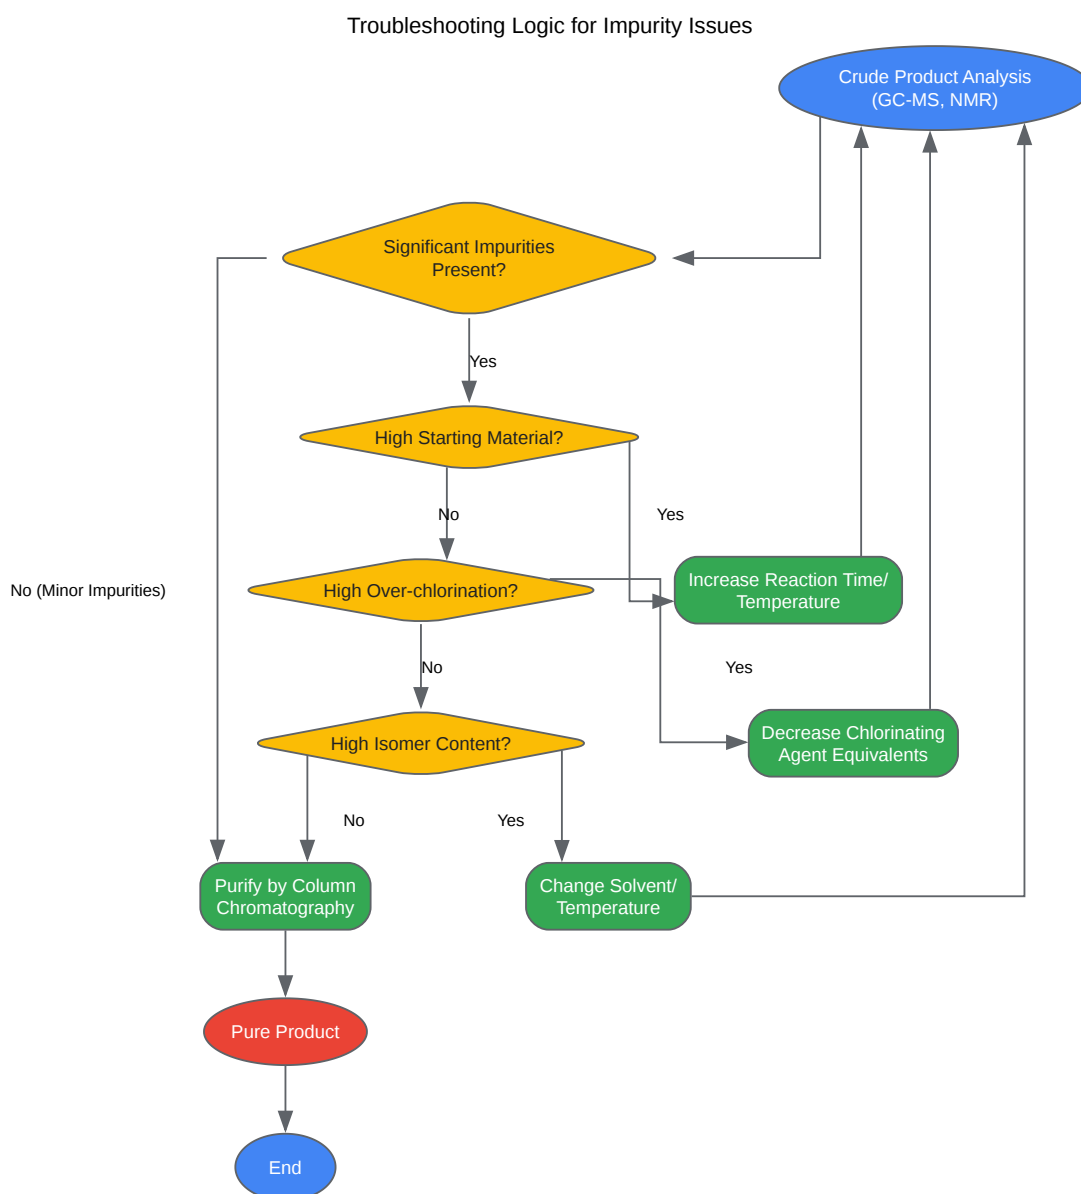 Troubleshooting Logic for Impurity Issues
Crude Product Analysis
(GC-MS, NMR)
Significant Impurities
Present?
Yes
High Starting Material?
No
Yes
No (Minor Impurities)
High Over-chlorination?
Increase Reaction Time/
Temperature
No
Yes
High Isomer Content?
Decrease Chlorinating
Agent Equivalents
No
Yes
Purify by Column
Chromatography
Change Solvent/
Temperature
Pure Product
End